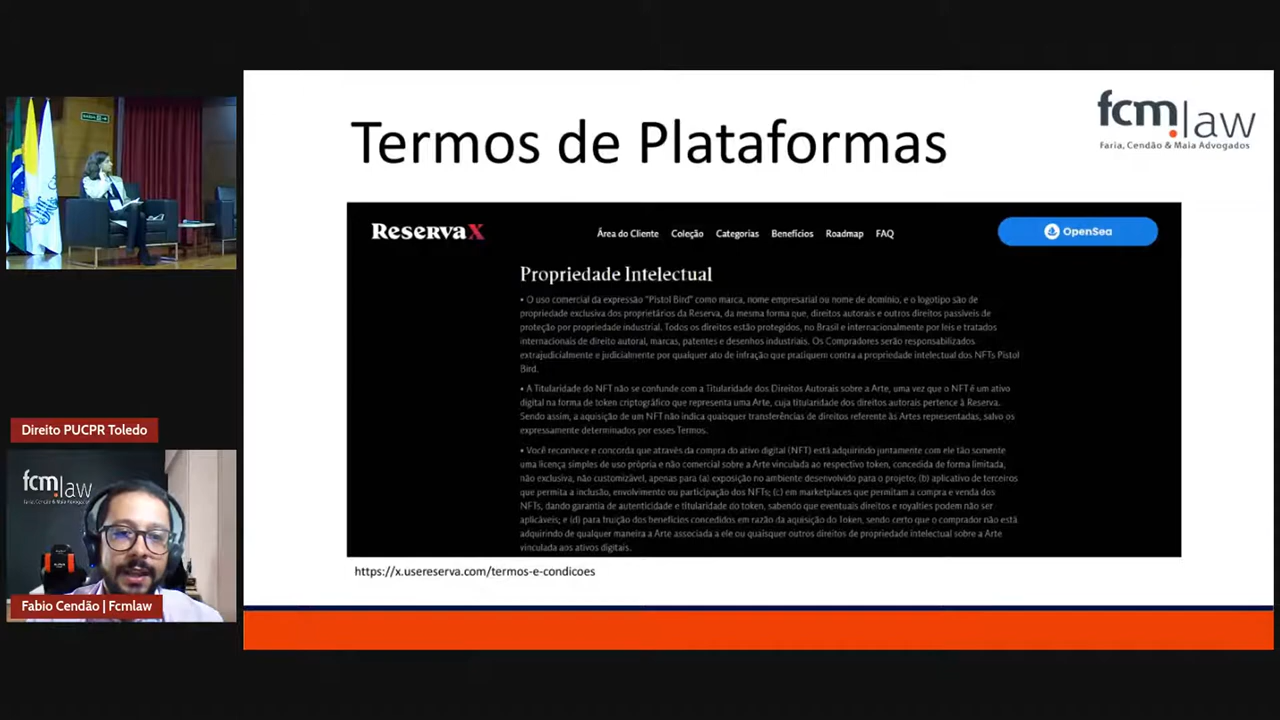 Termos de Plataformas
fcm.law
Faria, Cendão & Maia Advogados
ReservaX
Área do Cliente Coleção Categorias Benefícios Roadmap FAQ
OpenSea
Propriedade Intelectual
• O uso comercial da expressão "Pistol Bird" como marca, nome empresarial ou nome de domínio, e o logotipo são de
propriedade exclusiva dos proprietários da Reserva, da mesma forma que, direitos autorais e outros direitos passíveis de
proteção por propriedade industrial. Todos os direitos estão protegidos, no Brasil e internacionalmente por leis e tratados
internacionais de direito autoral, marcas, patentes e desenhos industriais. Os Compradores serão responsabilizados
extrajudicialmente e judicialmente por qualquer ato de infração que pratiquem contra a propriedade intelectual dos NFTs Pistol
Bird.
• A Titularidade do NFT não se confunde com a Titularidade dos Direitos Autorais sobre a Arte, uma vez que o NFT é um ativo
digital na forma de token criptográfico que representa uma Arte, cuja titularidade dos direitos autorais pertence à Reserva.
Sendo assim, a aquisição de um NFT não indica quaisquer transferências de direitos referente às Artes representadas, salvo os
expressamente determinados por esses Termos.
• Você reconhece e concorda que através da compra do ativo digital (NFT) está adquirindo juntamente com ele tão somente
uma licença simples de uso própria e não comercial sobre a Arte vinculada ao respectivo token, concedida de forma limitada,
não exclusiva, não customizável, apenas para (a) exposição no ambiente desenvolvido para o projeto; (b) aplicativo de terceiros
que permita a inclusão, envolvimento ou participação dos NFTs; (c) em marketplaces que permitam a compra e venda dos
NFTs, dando garantia de autenticidade e titularidade do token, sabendo que eventuais direitos e royalties podem não ser
aplicáveis; e (d) para fruição dos benefícios concedidos em razão da aquisição do Token, sendo certo que o comprador não está
adquirindo de qualquer maneira a Arte associada a ele ou quaisquer outros direitos de propriedade intelectual sobre a Arte
vinculada aos ativos digitais.
https://x.usereserva.com/termos-e-condicoes
Direito PUCPR Toledo
fcm.law
Fabio Cendão | Fcmlaw